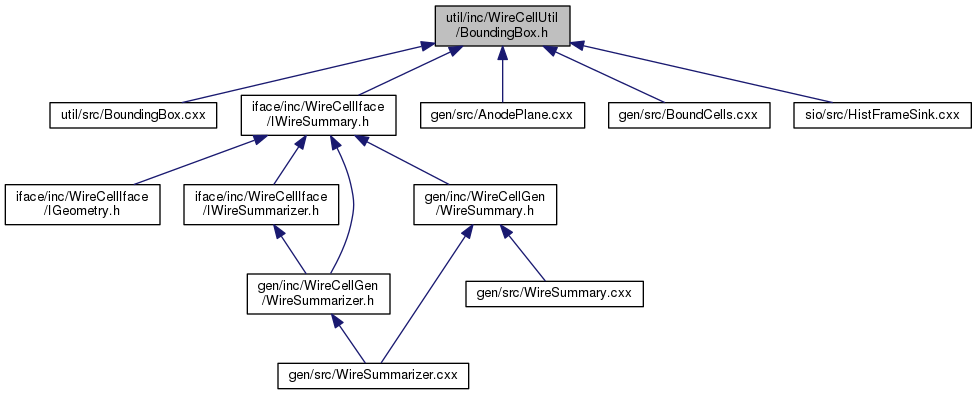 util/inc/WireCellUtil
/BoundingBox.h
util/src/BoundingBox.cxx
iface/inc/WireCellIface
/IWireSummary.h
gen/src/AnodePlane.cxx
gen/src/BoundCells.cxx
sio/src/HistFrameSink.cxx
iface/inc/WireCellIface
/IGeometry.h
iface/inc/WireCellIface
/IWireSummarizer.h
gen/inc/WireCellGen
/WireSummary.h
gen/inc/WireCellGen
/WireSummarizer.h
gen/src/WireSummary.cxx
gen/src/WireSummarizer.cxx